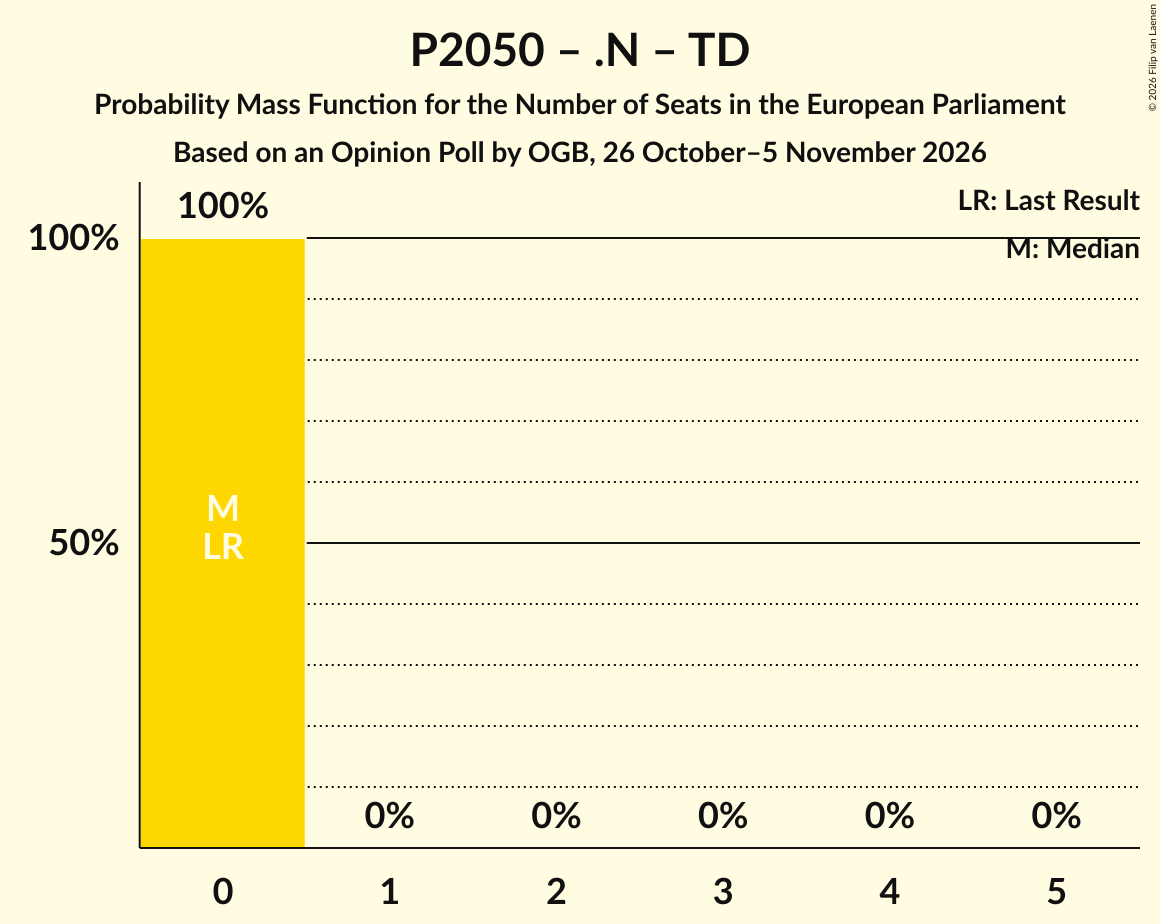 P2050 – .N – TD
Probability Mass Function for the Number of Seats in the European Parliament
Based on an Opinion Poll by OGB, 26 October–5 November 2026
© 2026 Filip van Laenen
LR: Last Result
M: Median
100%
100%
50%
M
LR
0% 0% 0% 0% 0%
0 1 2 3 4 5